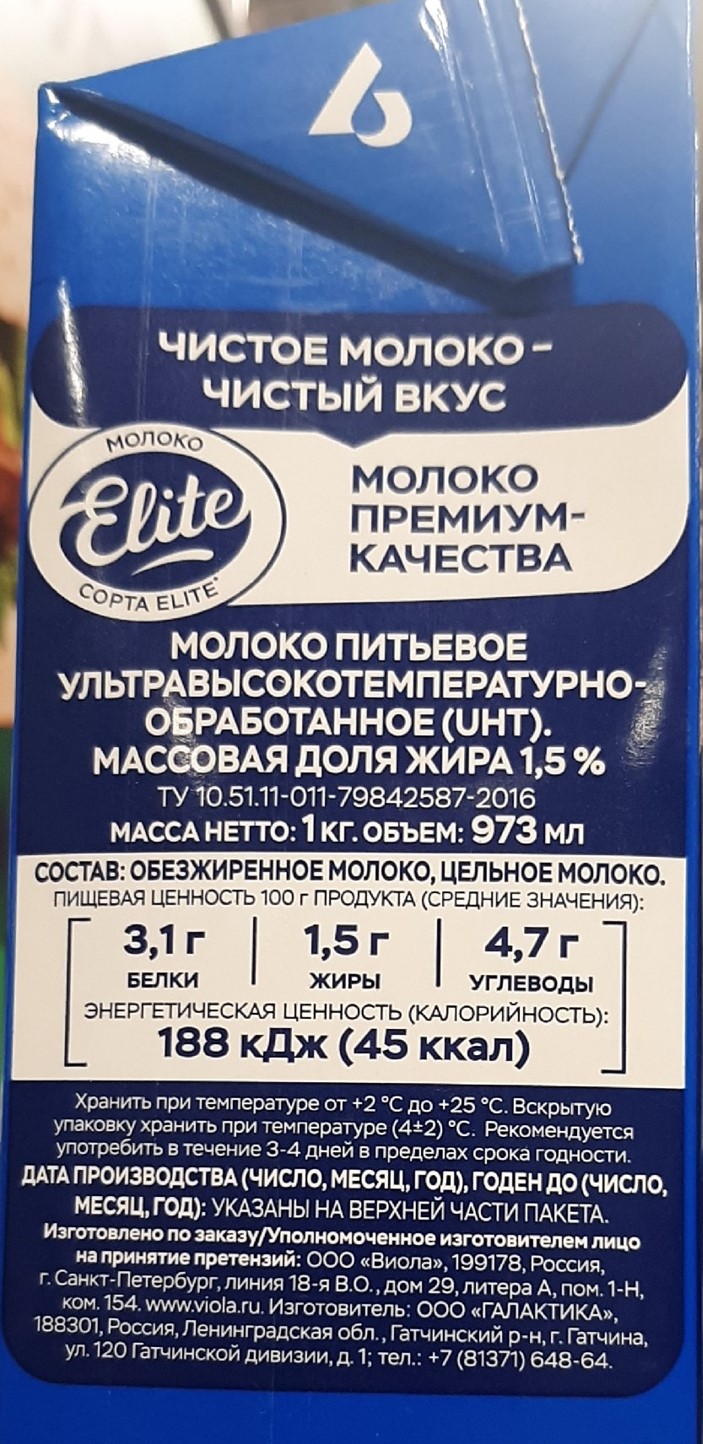 ЧИСТОЕ МОЛОКО –
ЧИСТЫЙ ВКУС
МОЛОКО
Elite
СОРТА ELITE*
МОЛОКО
ПРЕМИУМ-
КАЧЕСТВА
МОЛОКО ПИТЬЕВОЕ
УЛЬТРАВЫСОКОТЕМПЕРАТУРНО-
ОБРАБОТАННОЕ (UHT).
МАССОВАЯ ДОЛЯ ЖИРА 1,5 %
ТУ 10.51.11-011-79842587-2016
МАССА НЕТТО: 1 КГ. ОБЪЕМ: 973 МЛ
СОСТАВ: ОБЕЗЖИРЕННОЕ МОЛОКО, ЦЕЛЬНОЕ МОЛОКО.
ПИЩЕВАЯ ЦЕННОСТЬ 100 г ПРОДУКТА (СРЕДНИЕ ЗНАЧЕНИЯ):
3,1 г 1,5 г 4,7 г
БЕЛКИ ЖИРЫ УГЛЕВОДЫ
ЭНЕРГЕТИЧЕСКАЯ ЦЕННОСТЬ (КАЛОРИЙНОСТЬ):
188 кДж (45 ккал)
Хранить при температуре от +2 °С до +25 °С. Вскрытую
упаковку хранить при температуре (4±2) °С. Рекомендуется
употребить в течение 3-4 дней в пределах срока годности.
ДАТА ПРОИЗВОДСТВА (ЧИСЛО, МЕСЯЦ, ГОД), ГОДЕН ДО (ЧИСЛО,
МЕСЯЦ, ГОД): УКАЗАНЫ НА ВЕРХНЕЙ ЧАСТИ ПАКЕТА.
Изготовлено по заказу/Уполномоченное изготовителем лицо
на принятие претензий: ООО «Виола», 199178, Россия,
г. Санкт-Петербург, линия 18-я В.О., дом 29, литера А, пом. 1-Н,
ком. 154. www.viola.ru. Изготовитель: ООО «ГАЛАКТИКА»,
188301, Россия, Ленинградская обл., Гатчинский р-н, г. Гатчина,
ул. 120 Гатчинской дивизии, д. 1; тел.: +7 (81371) 648-64.